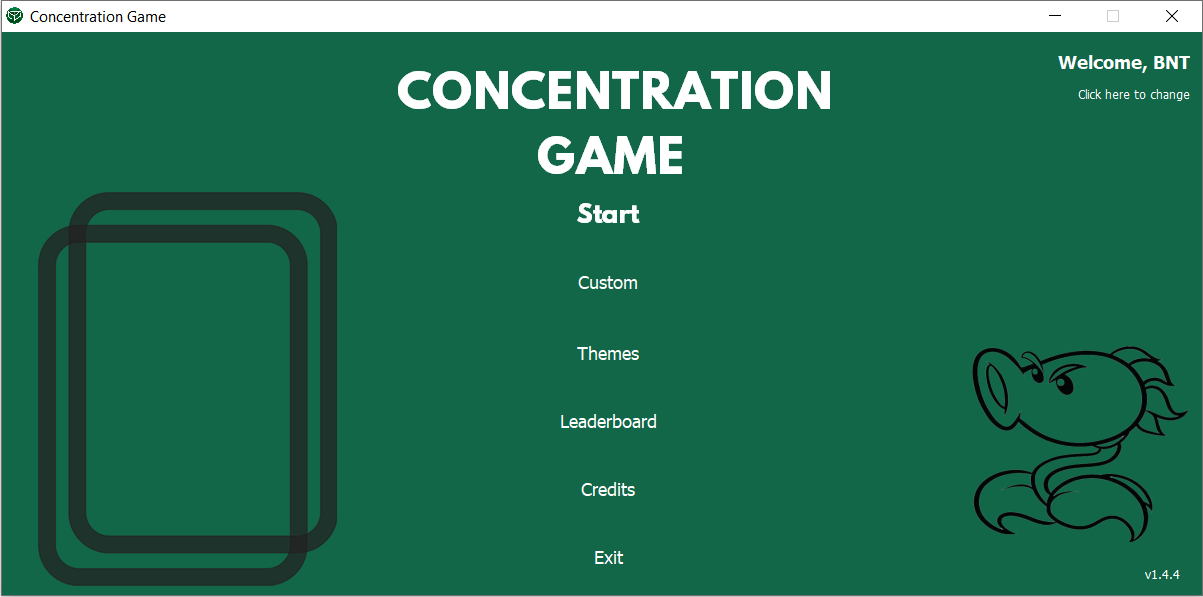 Concentration Game
Welcome, BNT
Click here to change
CONCENTRATION
GAME
Start
Custom
Themes
Leaderboard
Credits
Exit
v1.4.4